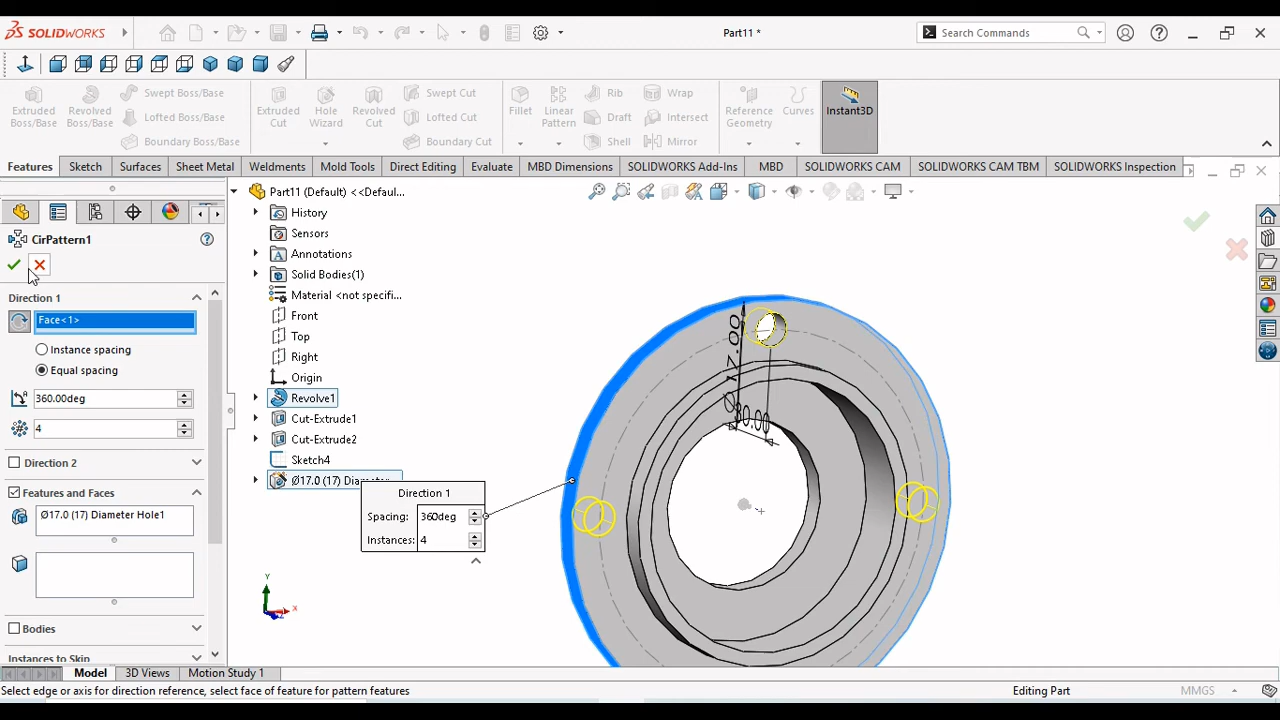 SOLIDWORKS
Part11 *
Search Commands
Extruded Boss/Base
Revolved Boss/Base
Swept Boss/Base
Lofted Boss/Base
Boundary Boss/Base
Extruded Cut
Hole Wizard
Revolved Cut
Swept Cut
Lofted Cut
Boundary Cut
Fillet
Linear Pattern
Rib
Draft
Shell
Wrap
Intersect
Mirror
Reference Geometry
Curves
Instant3D
Features
Sketch
Surfaces
Sheet Metal
Weldments
Mold Tools
Direct Editing
Evaluate
MBD Dimensions
SOLIDWORKS Add-Ins
MBD
SOLIDWORKS CAM
SOLIDWORKS CAM TBM
SOLIDWORKS Inspection
CirPattern1
Direction 1
Face<1>
Instance spacing
Equal spacing
360.00deg
4
Direction 2
Features and Faces
Ø17.0 (17) Diameter Hole1
Bodies
Instances to Skip
Part11 (Default) <<Defaul...
History
Sensors
Annotations
Solid Bodies(1)
Material <not specifi...
Front
Top
Right
Origin
Revolve1
Cut-Extrude1
Cut-Extrude2
Sketch4
Ø17.0 (17) Diameter
Direction 1
Spacing: 360deg
Instances: 4
Y
X
Model
3D Views
Motion Study 1
Select edge or axis for direction reference, select face of feature for pattern features
Editing Part
MMGS